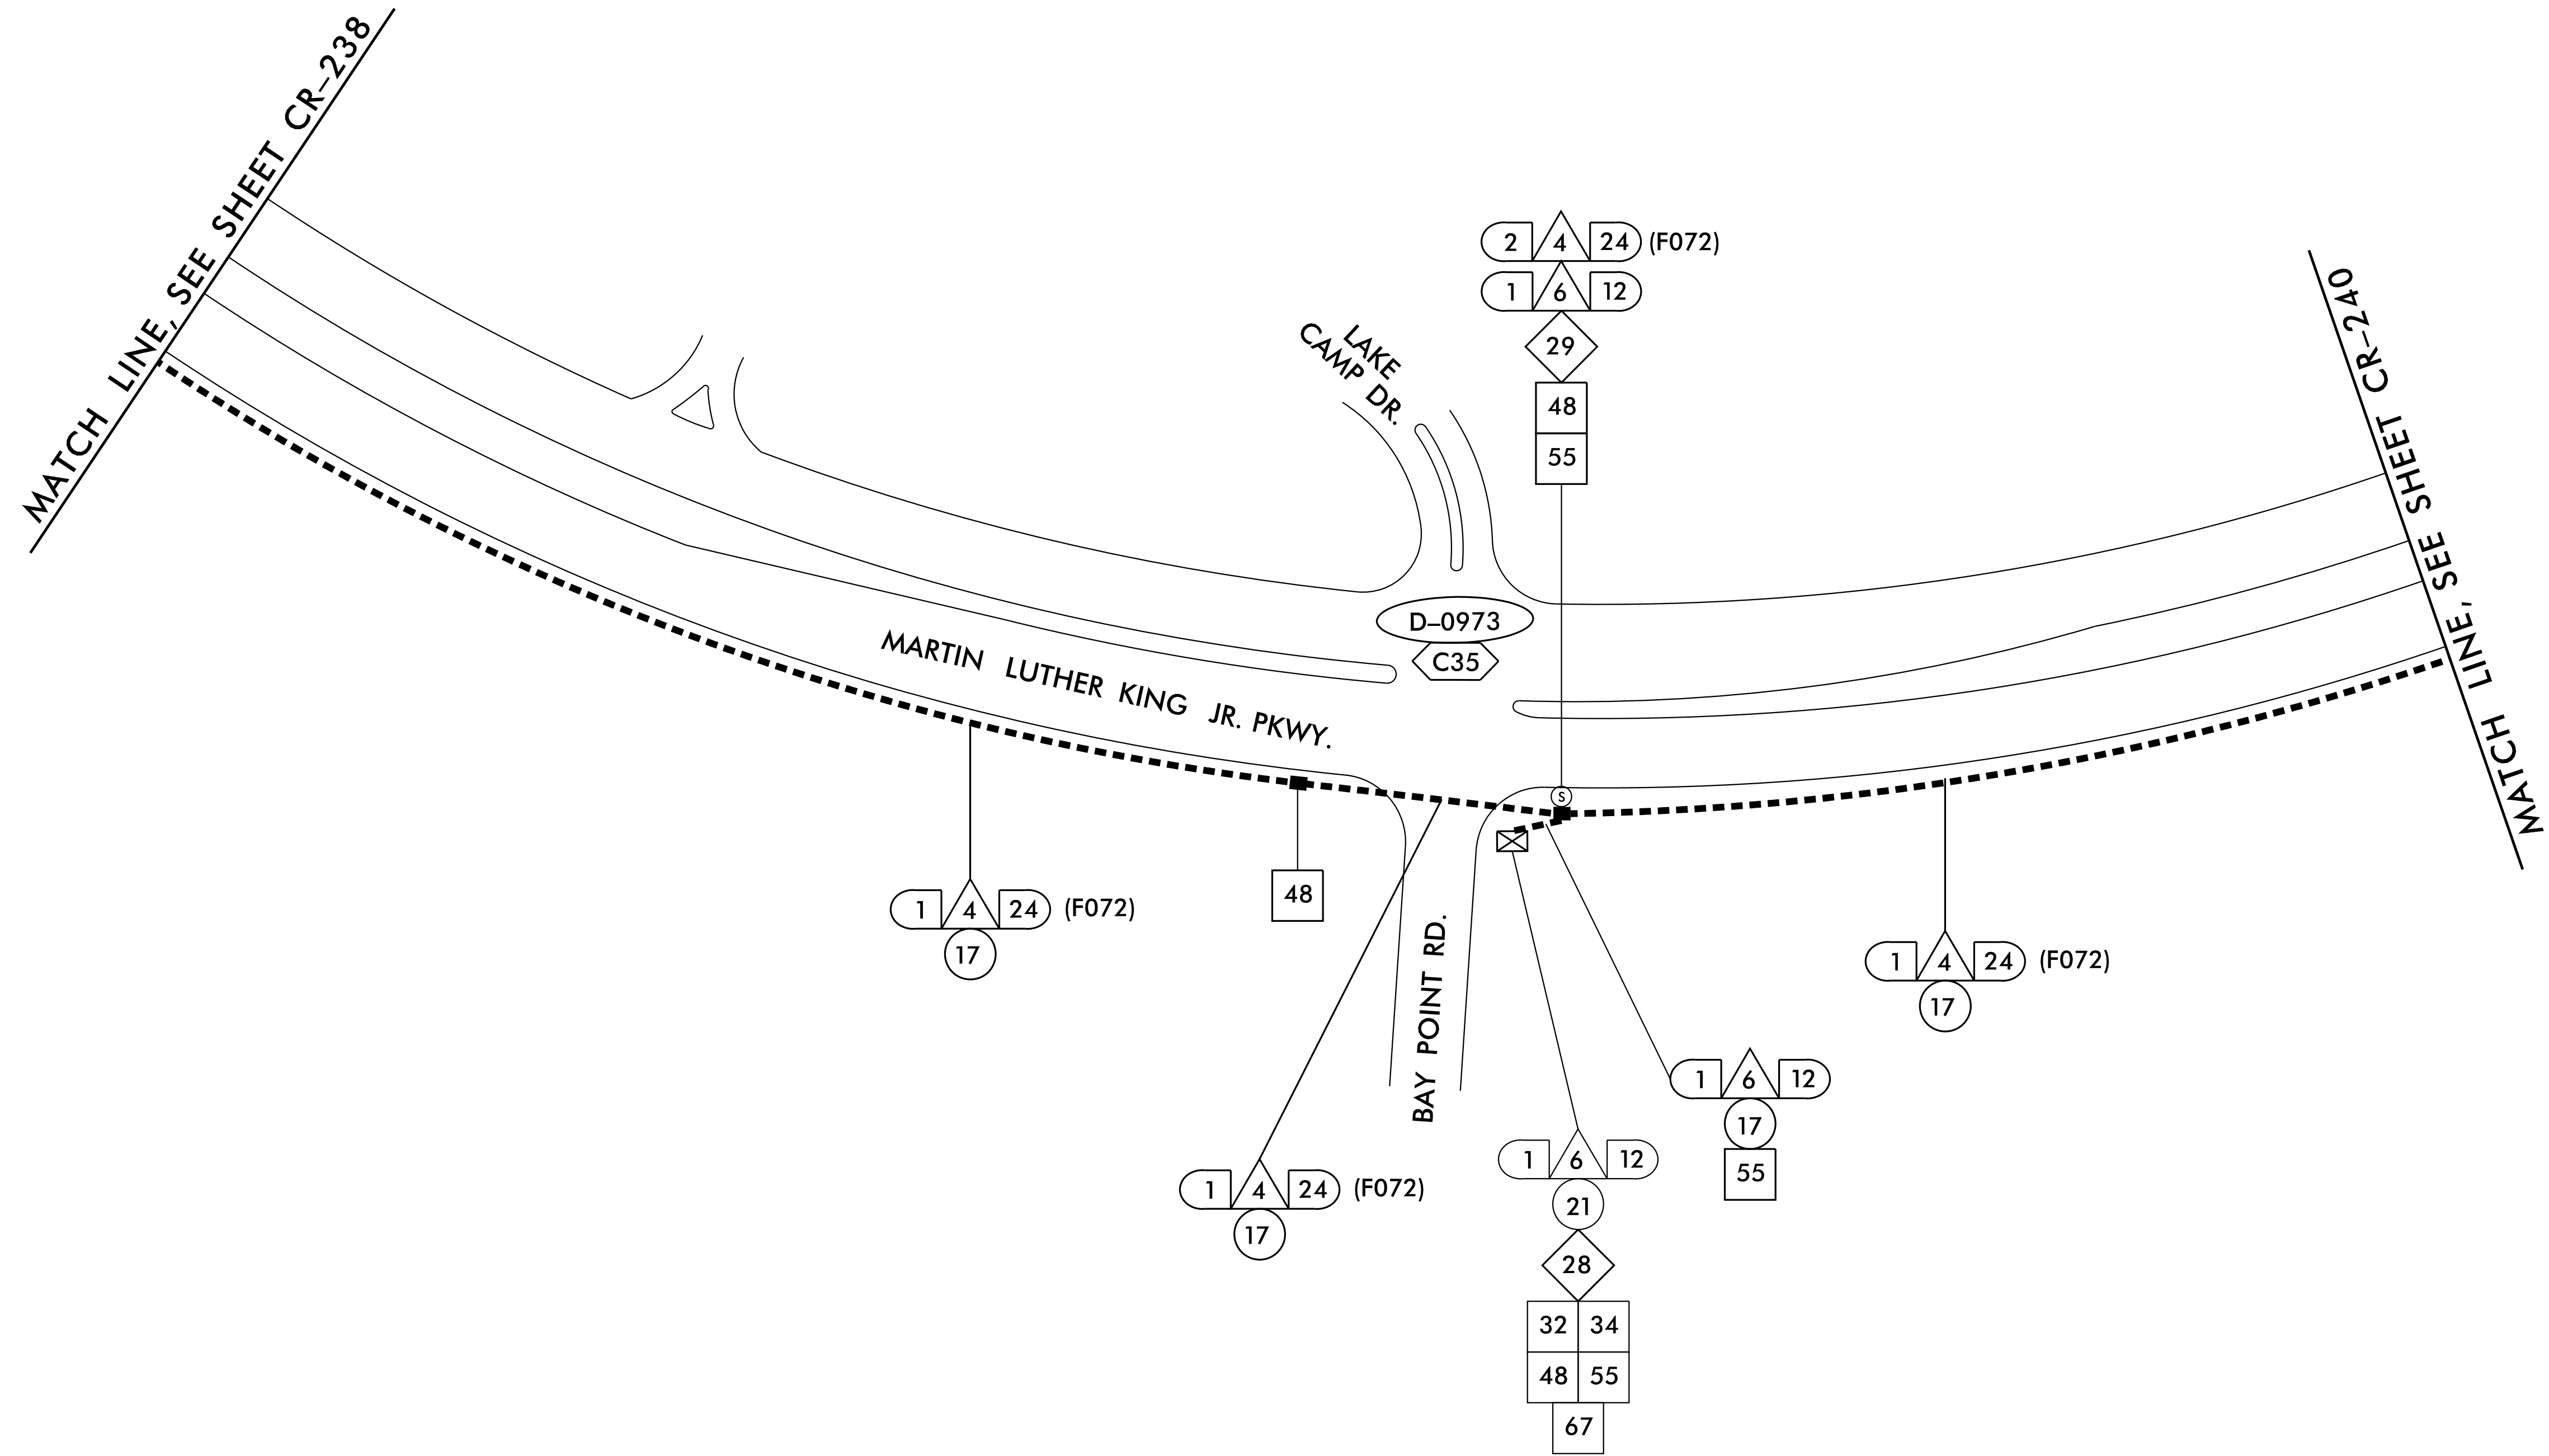 MATCH LINE, SEE SHEET CR–238
2 4 24 (F072)
1 6 12
29
48
55
LAKE
CAMP DR.
MATCH LINE, SEE SHEET CR–240
D–0973
C35
MARTIN LUTHER KING JR. PKWY.
S
1 4 24 (F072)
17
48
BAY POINT RD.
1 4 24 (F072)
17
1 6 12
17
55
1 4 24 (F072)
17
1 6 12
21
28
32 34
48 55
67